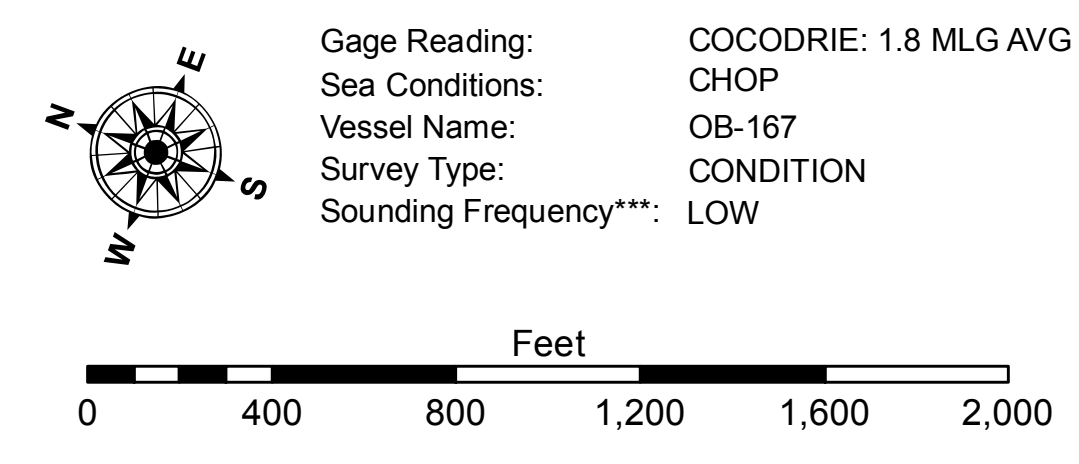 N
E
S
W
Gage Reading: COCODRIE: 1.8 MLG AVG
Sea Conditions: CHOP
Vessel Name: OB-167
Survey Type: CONDITION
Sounding Frequency***: LOW
Feet
0 400 800 1,200 1,600 2,000